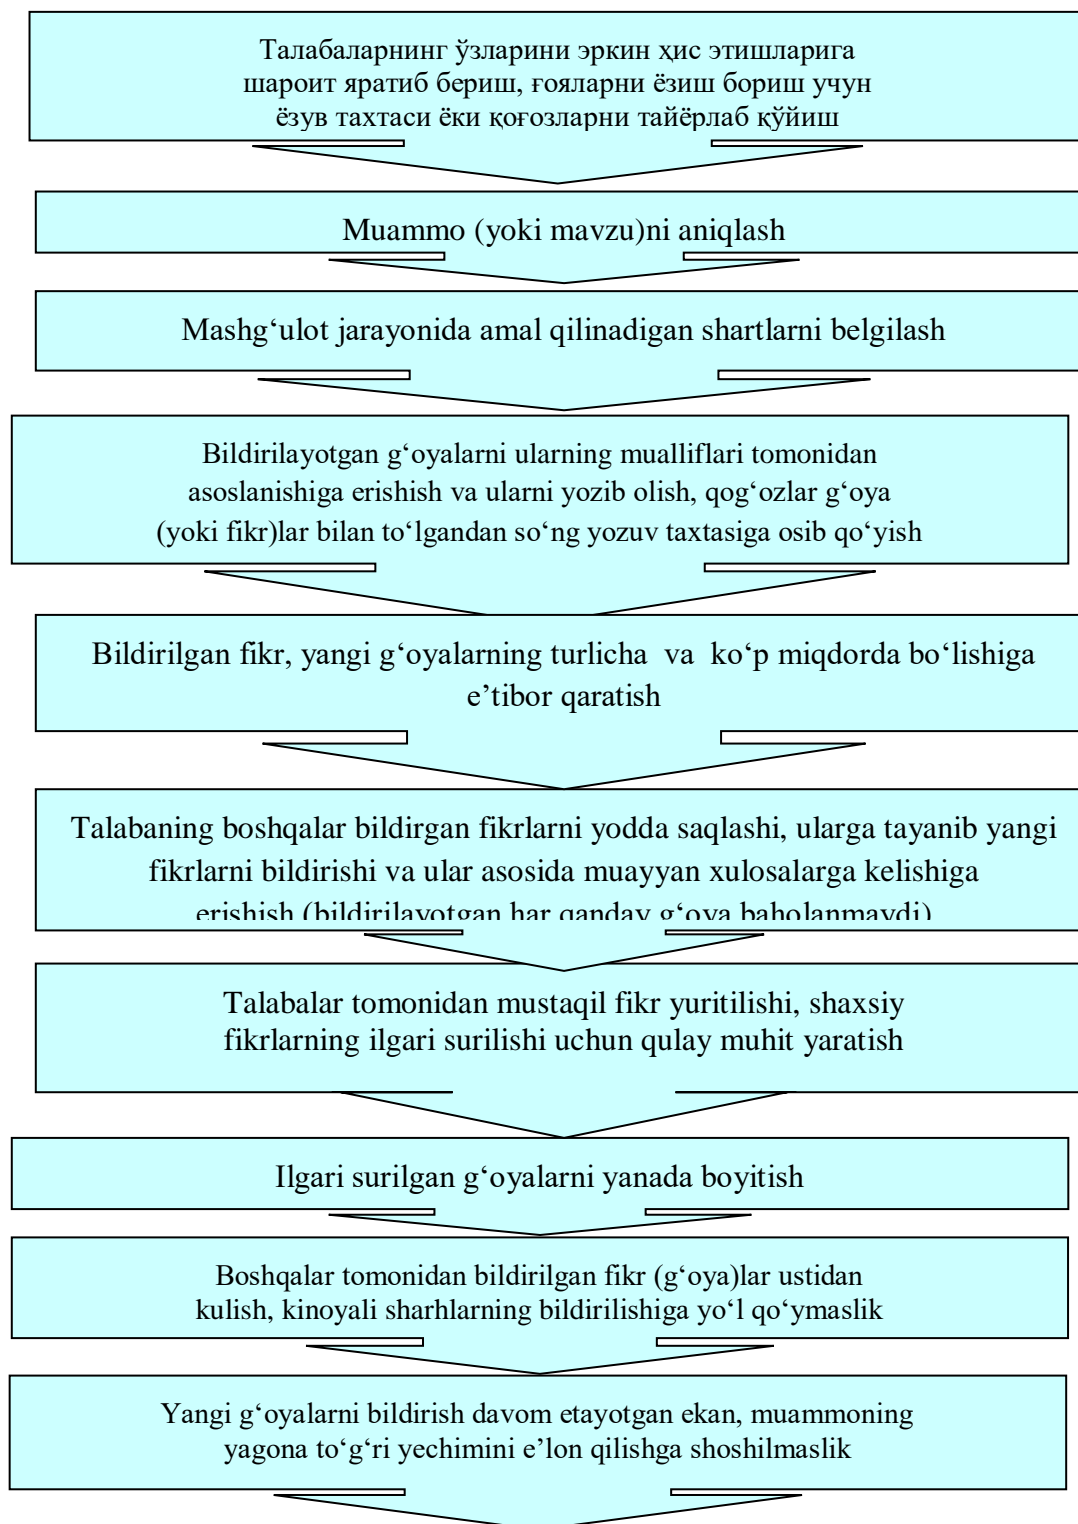 Талабаларнинг ўзларини эркин ҳис этишларига
шароит яратиб бериш, ғояларни ёзиш бориш учун
ёзув тахтаси ёки қоғозларни тайёрлаб қўйиш
Muammo (yoki mavzu)ni aniqlash
Mashg‘ulot jarayonida amal qilinadigan shartlarni belgilash
Bildirilayotgan g‘oyalarni ularning mualliflari tomonidan
asoslanishiga erishish va ularni yozib olish, qog‘ozlar g‘oya
(yoki fikr)lar bilan to‘lgandan so‘ng yozuv taxtasiga osib qo‘yish
Bildirilgan fikr, yangi g‘oyalarning turlicha va ko‘p miqdorda bo‘lishiga
e’tibor qaratish
Talabaning boshqalar bildirgan fikrlarni yodda saqlashi, ularga tayanib yangi
fikrlarni bildirishi va ular asosida muayyan xulosalarga kelishiga
erishish (bildirilayotgan har qanday g‘oya baholanmaydi)
Talabalar tomonidan mustaqil fikr yuritilishi, shaxsiy
fikrlarning ilgari surilishi uchun qulay muhit yaratish
Ilgari surilgan g‘oyalarni yanada boyitish
Boshqalar tomonidan bildirilgan fikr (g‘oya)lar ustidan
kulish, kinoyali sharhlarning bildirilishiga yo‘l qo‘ymaslik
Yangi g‘oyalarni bildirish davom etayotgan ekan, muammoning
yagona to‘g‘ri yechimini e’lon qilishga shoshilmaslik